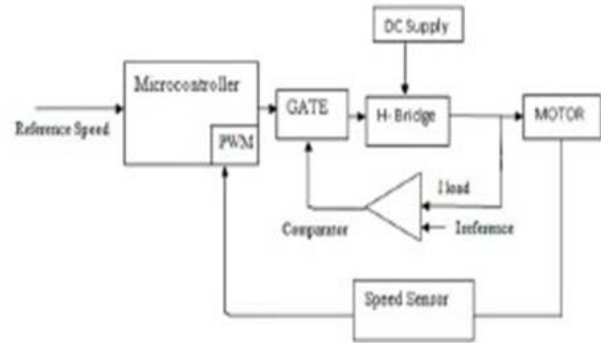 DC Supply
Microcontroller
GATE
H- Bridge
MOTOR
Reference Speed
PWM
I load
Comparator
Ireference
Speed Sensor